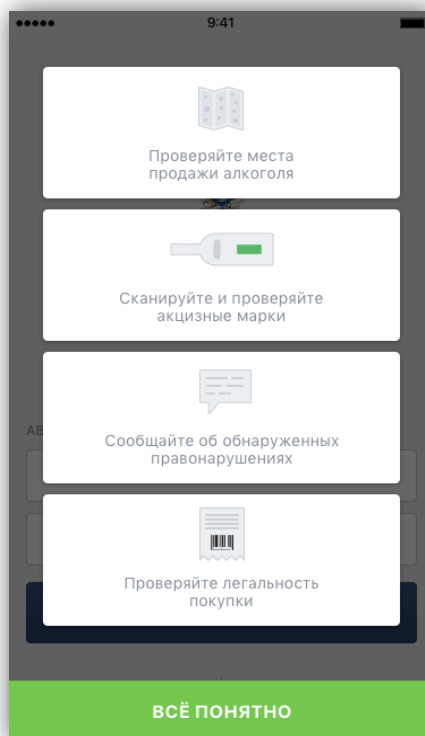 9:41
Проверяйте места
продажи алкоголя
Сканируйте и проверяйте
акцизные марки
АВ
Сообщайте об обнаруженных
правонарушениях
Проверяйте легальность
покупки
ВСЁ ПОНЯТНО